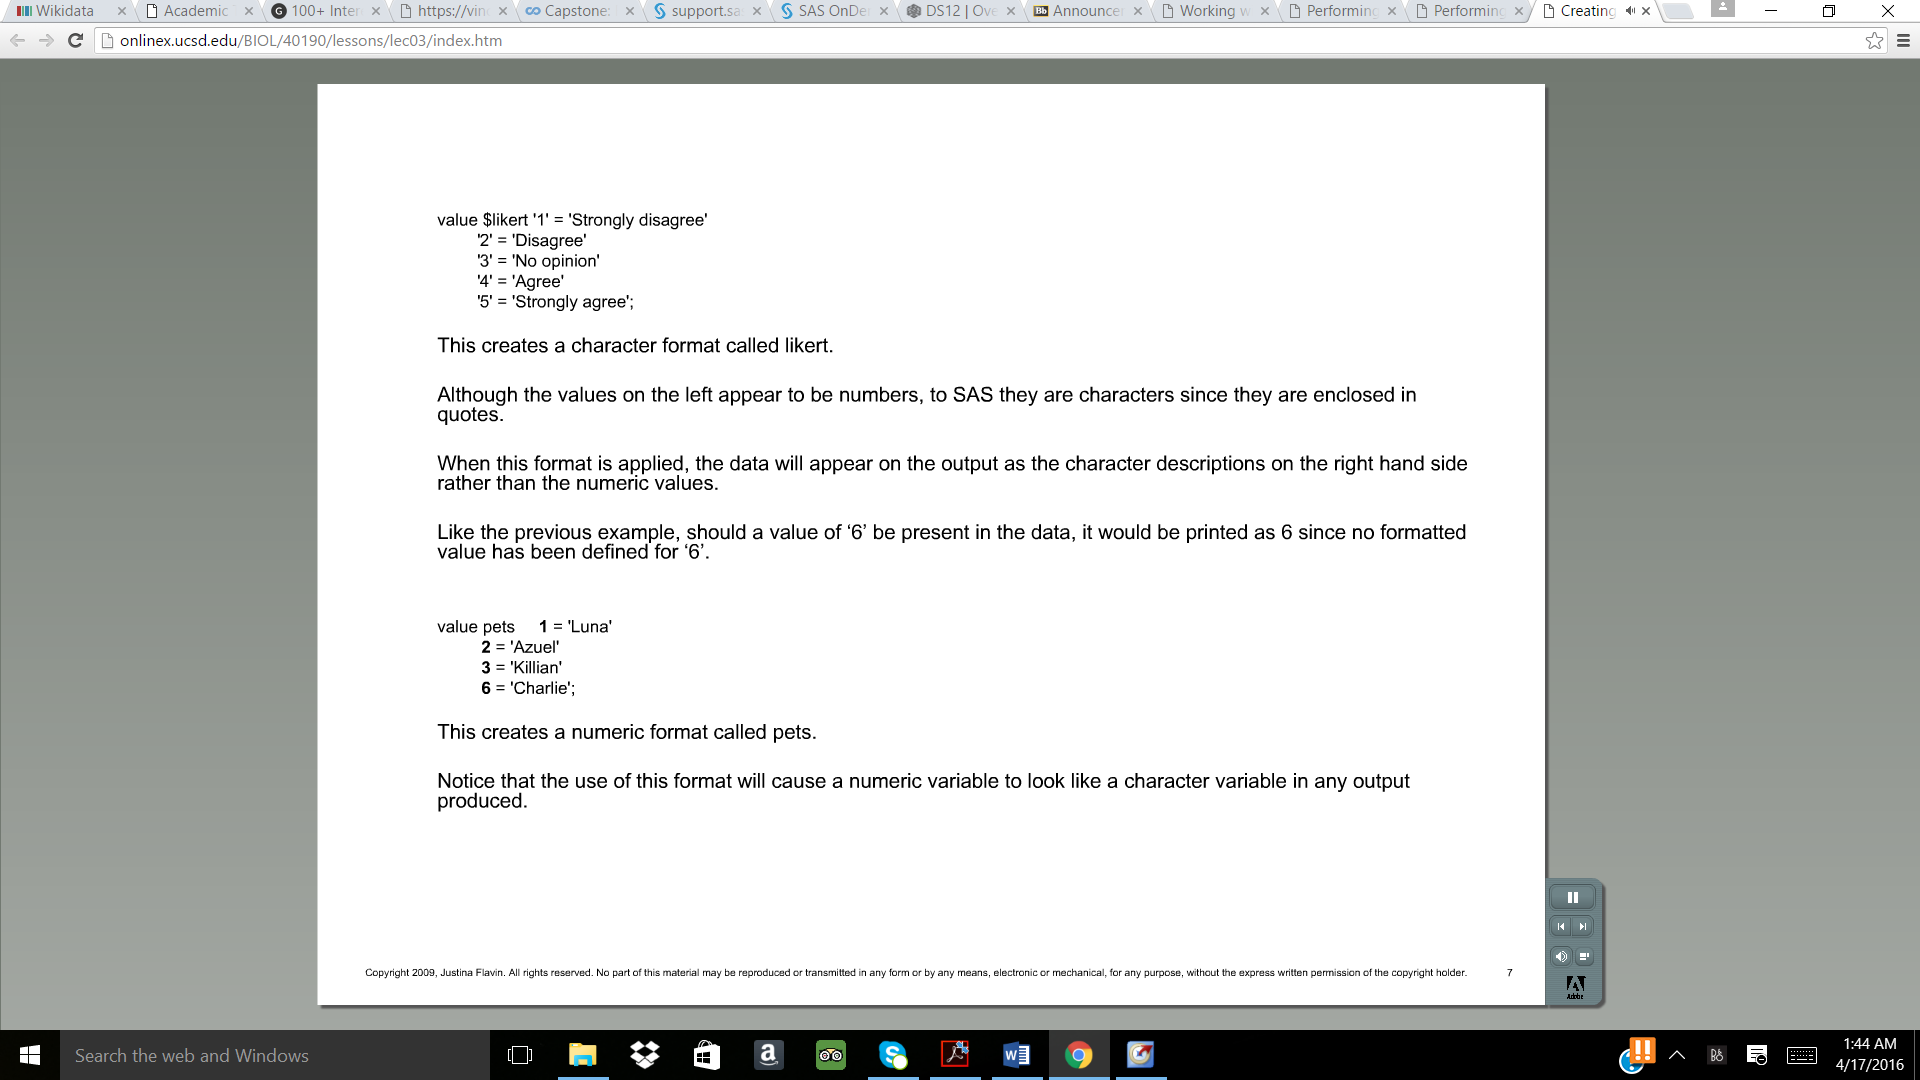 Wikidata
Academic
100+ Inter
https://vin
Capstone:
support.sa
SAS OnDe
DS12 | Ove
Announce
Working w
Performing
Performing
Creating
onlinex.ucsd.edu/BIOL/40190/lessons/lec03/index.htm
value $likert '1' = 'Strongly disagree'
'2' = 'Disagree'
'3' = 'No opinion'
'4' = 'Agree'
'5' = 'Strongly agree';
This creates a character format called likert.
Although the values on the left appear to be numbers, to SAS they are characters since they are enclosed in
quotes.
When this format is applied, the data will appear on the output as the character descriptions on the right hand side
rather than the numeric values.
Like the previous example, should a value of ‘6’ be present in the data, it would be printed as 6 since no formatted
value has been defined for ‘6’.
value pets 1 = 'Luna'
2 = 'Azuel'
3 = 'Killian'
6 = 'Charlie';
This creates a numeric format called pets.
Notice that the use of this format will cause a numeric variable to look like a character variable in any output
produced.
Copyright 2009, Justina Flavin. All rights reserved. No part of this material may be reproduced or transmitted in any form or by any means, electronic or mechanical, for any purpose, without the express written permission of the copyright holder. 7
Adobe
Search the web and Windows
1:44 AM
4/17/2016